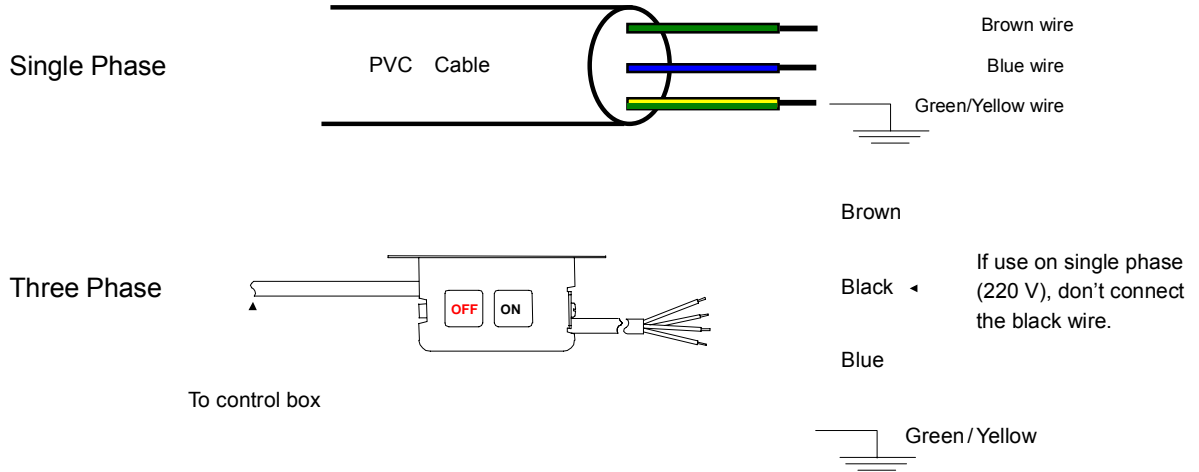 Brown wire
Single Phase
PVC Cable
Blue wire
Green/Yellow wire
Brown
Three Phase
OFF
ON
Black
If use on single phase
(220 V), don’t connect
the black wire.
Blue
To control box
Green/Yellow